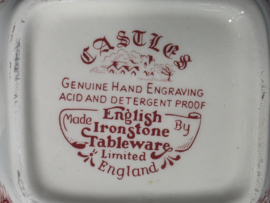 CASTLES
GENUINE HAND ENGRAVING
ACID AND DETERGENT PROOF
Made English By
Ironstone
Tableware
Limited
England